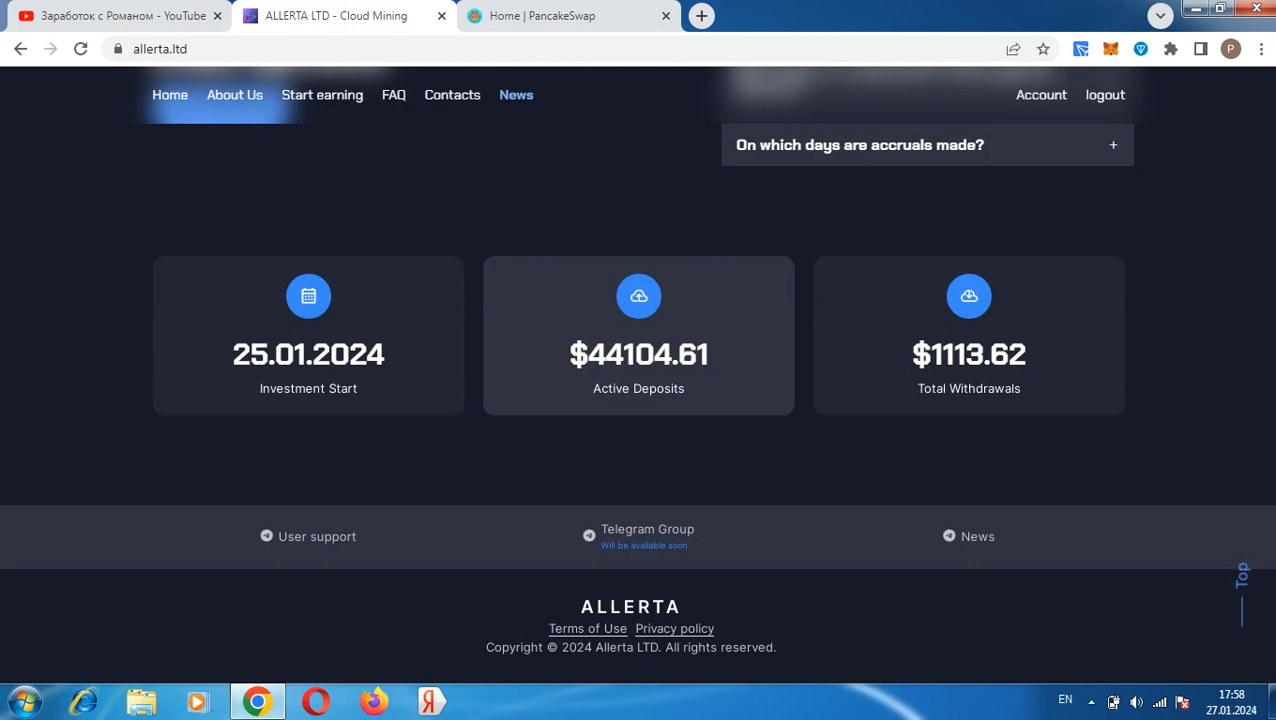 Заработок с Романом - YouTube
ALLERTA LTD - Cloud Mining
Home | PancakeSwap
allerta.ltd
P
Home About Us Start earning FAQ Contacts News Account logout
On which days are accruals made? +
25.01.2024
Investment Start
$44104.61
Active Deposits
$1113.62
Total Withdrawals
User support
Telegram Group
Will be available soon
News
Top
ALLERTA
Terms of Use Privacy policy
Copyright © 2024 Allerta LTD. All rights reserved.
EN
17:58
27.01.2024